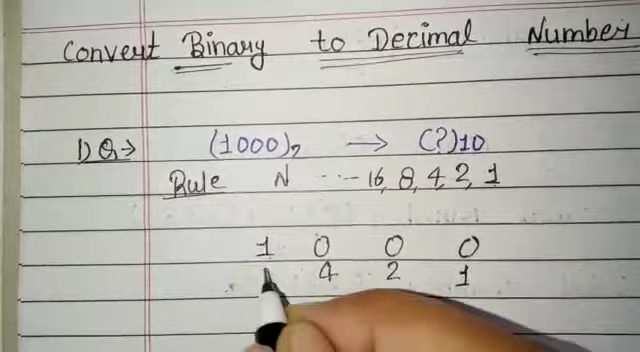 Convert Binary to Decimal Number
1 Q→ (1000)₂ → (?)10
Rule N ---- 16, 8, 4, 2, 1
1 0 0 0
4 2 1